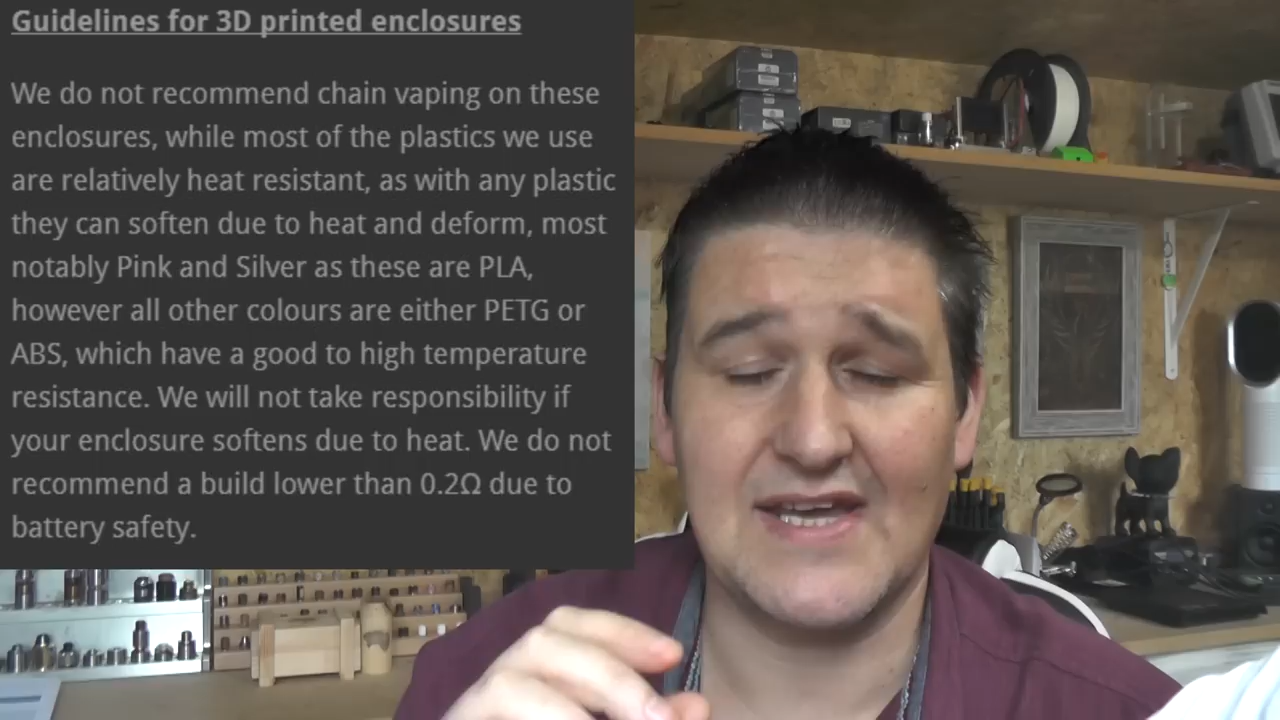 Guidelines for 3D printed enclosures
We do not recommend chain vaping on these
enclosures, while most of the plastics we use
are relatively heat resistant, as with any plastic
they can soften due to heat and deform, most
notably Pink and Silver as these are PLA,
however all other colours are either PETG or
ABS, which have a good to high temperature
resistance. We will not take responsibility if
your enclosure softens due to heat. We do not
recommend a build lower than 0.2Ω due to
battery safety.